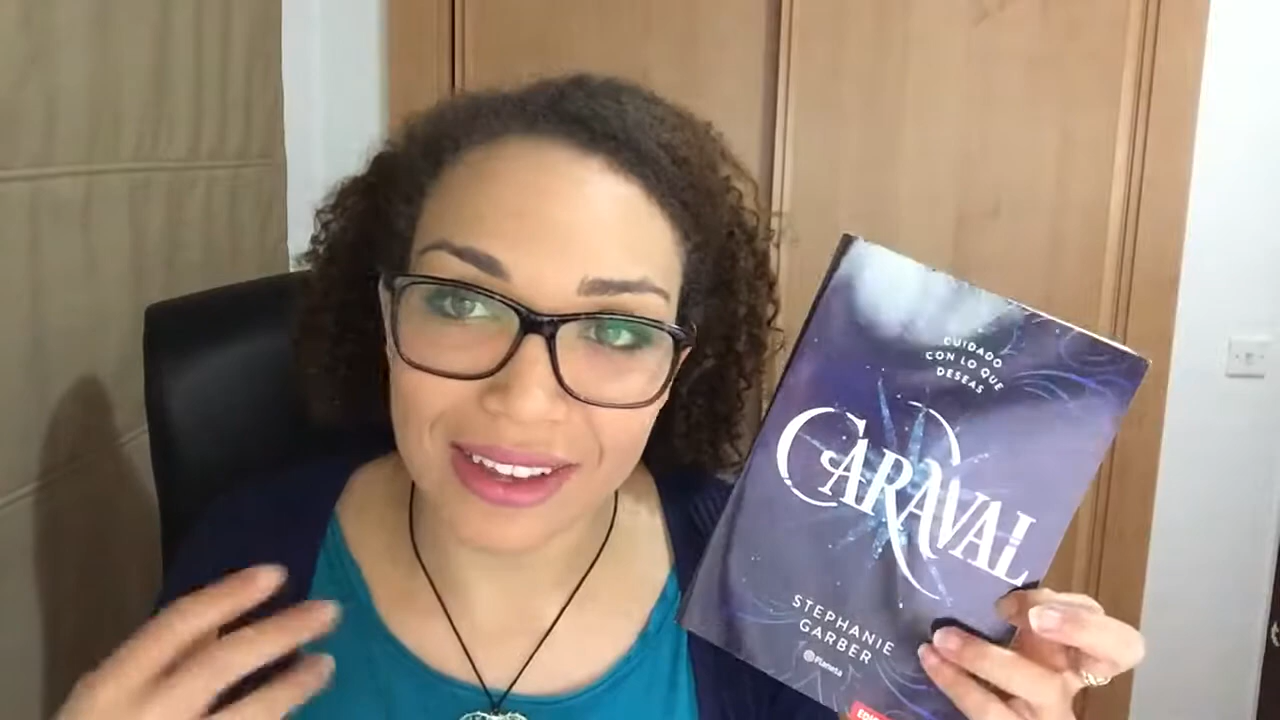 CUIDADO
CON LO QUE
DESEAS
CARAVAL
STEPHANIE
GARBER
Planeta